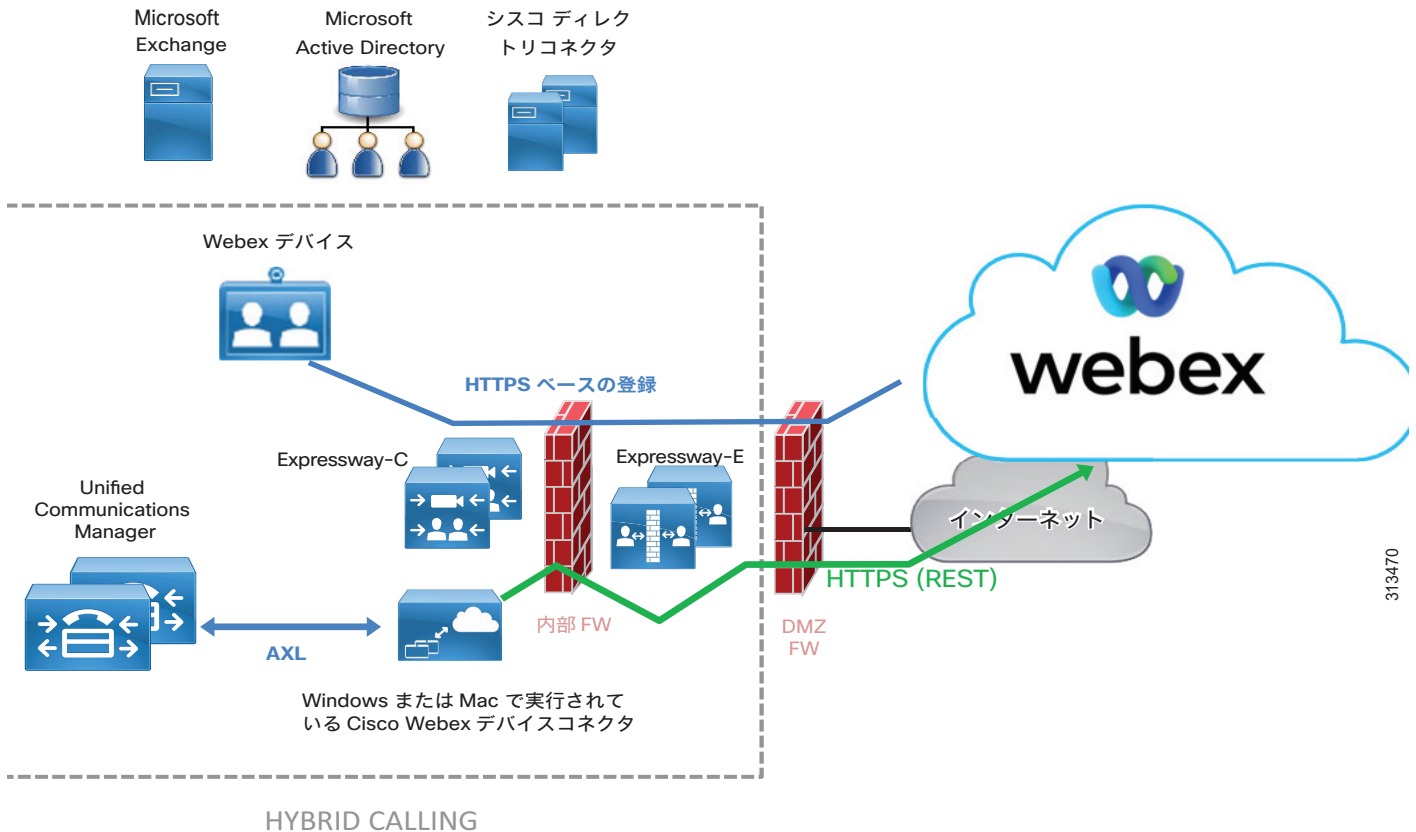 Microsoft
Exchange
Microsoft
Active Directory
シスコ ディレク
トリコネクタ
Webex デバイス
HTTPS ベースの登録
webex
Expressway-C
Expressway-E
Unified
Communications
Manager
インターネット
HTTPS (REST)
内部 FW
DMZ
FW
AXL
Windows または Mac で実行されて
いる Cisco Webex デバイスコネクタ
313470
HYBRID CALLING